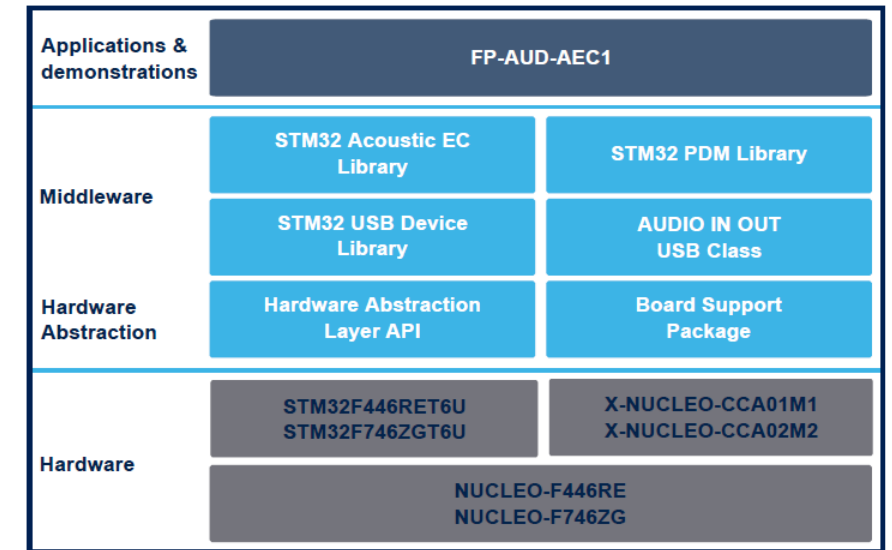 Applications &
demonstrations
FP-AUD-AEC1
Middleware
STM32 Acoustic EC
Library
STM32 PDM Library
STM32 USB Device
Library
AUDIO IN OUT
USB Class
Hardware
Abstraction
Hardware Abstraction
Layer API
Board Support
Package
Hardware
STM32F446RET6U
STM32F746ZGT6U
X-NUCLEO-CCA01M1
X-NUCLEO-CCA02M2
NUCLEO-F446RE
NUCLEO-F746ZG